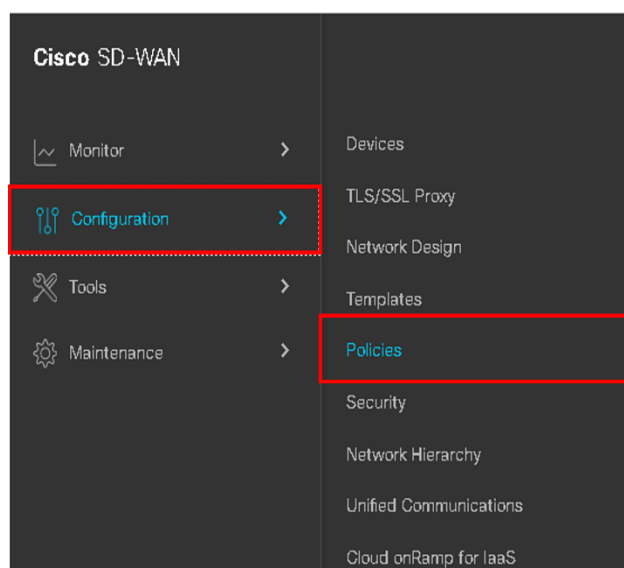 Cisco SD-WAN
Monitor
Configuration
Tools
Maintenance
Devices
TLS/SSL Proxy
Network Design
Templates
Policies
Security
Network Hierarchy
Unified Communications
Cloud onRamp for IaaS